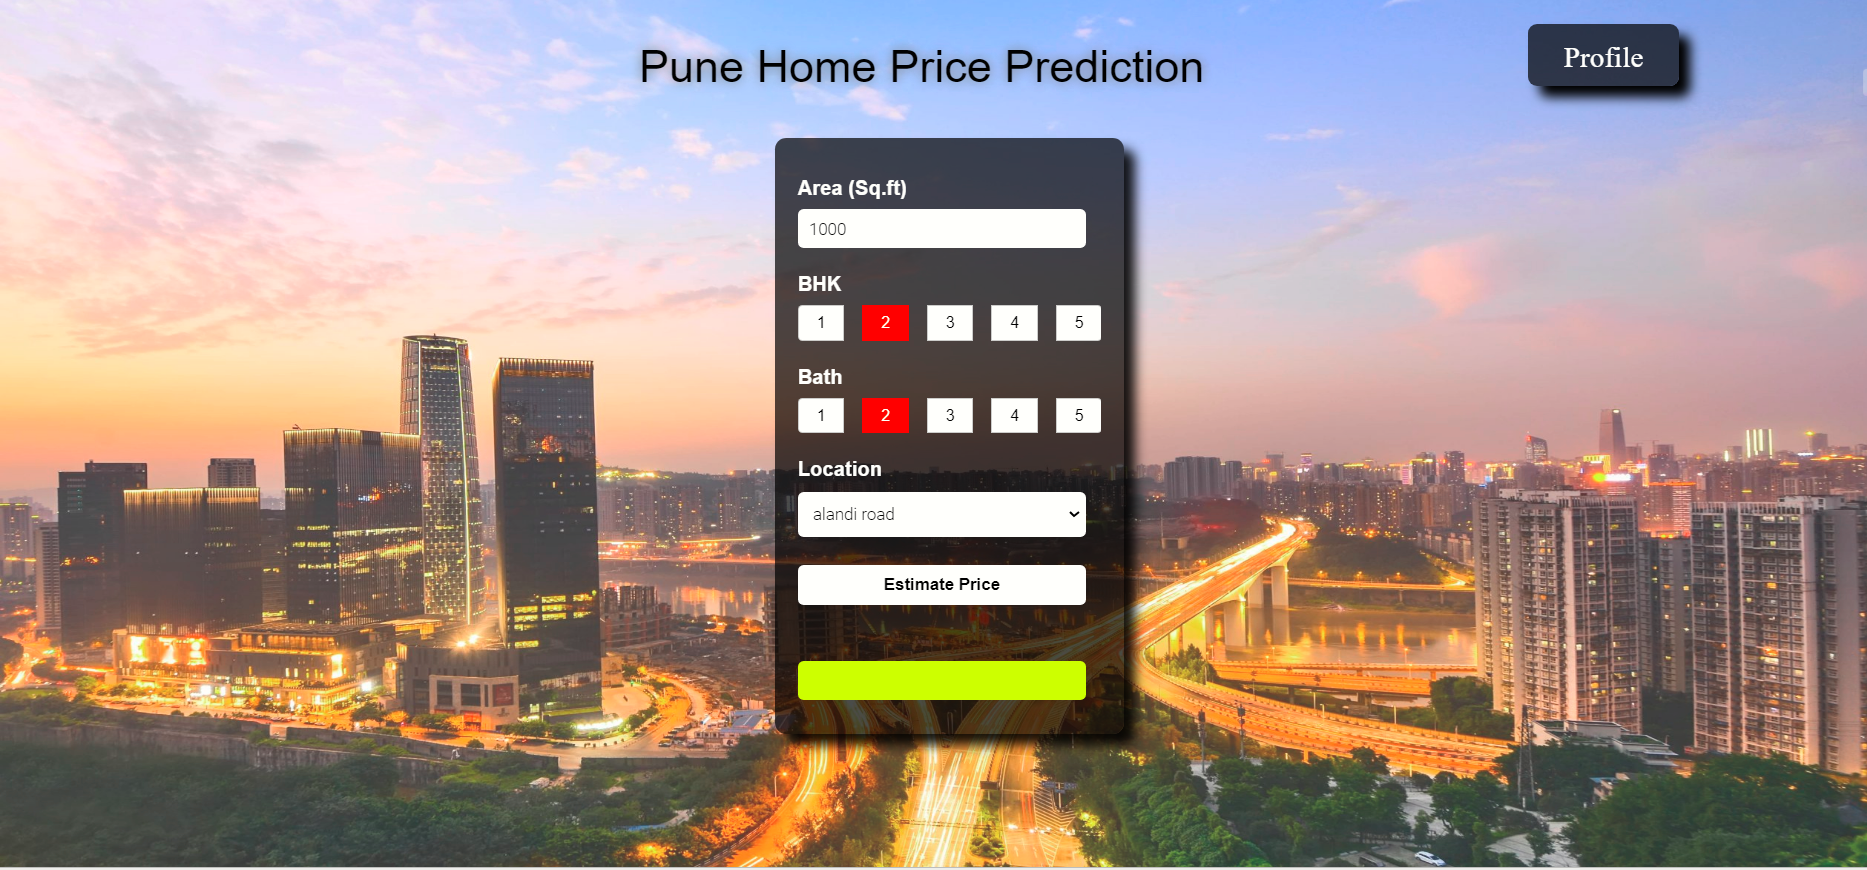 Pune Home Price Prediction
Profile
Area (Sq.ft)
1000
BHK
1 2 3 4 5
Bath
1 2 3 4 5
Location
alandi road
Estimate Price